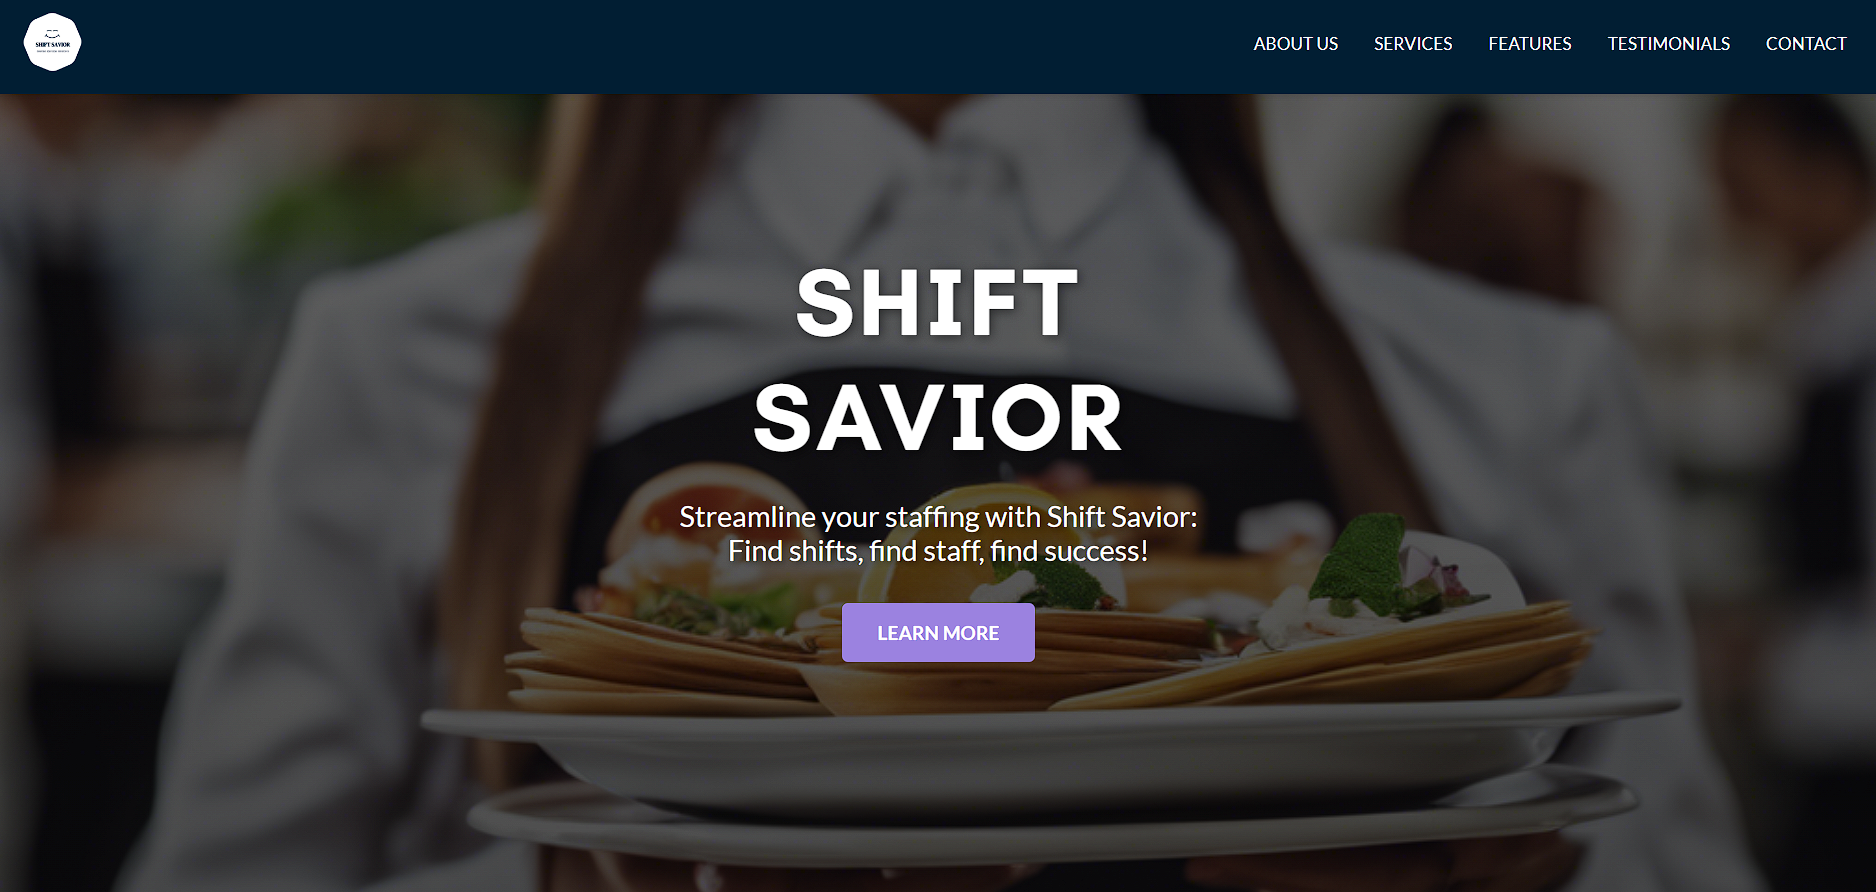 SHIFT SAVIOR
ABOUT US
SERVICES
FEATURES
TESTIMONIALS
CONTACT
SHIFT
SAVIOR
Streamline your staffing with Shift Savior:
Find shifts, find staff, find success!
LEARN MORE